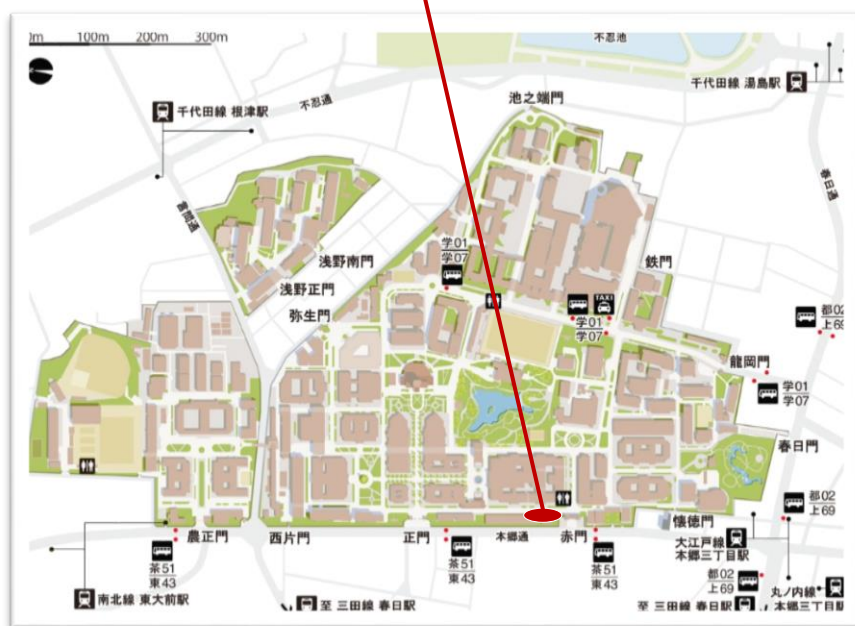 0m 100m 200m 300m
不忍池
千代田線 湯島駅
千代田線 根津駅
不忍通
池之端門
春日通
言問通
学01
学07
浅野南門
浅野正門
弥生門
鉄門
TAXI
学01
学07
都02
上69
龍岡門
学01
学07
春日門
都02
上69
農正門
西片門
正門
本郷通
赤門
懐徳門
大江戸線
本郷三丁目駅
茶51
東43
茶51
東43
茶51
東43
都02
上69
丸ノ内線
本郷三丁目駅
南北線 東大前駅
至 三田線 春日駅
至 三田線 春日駅